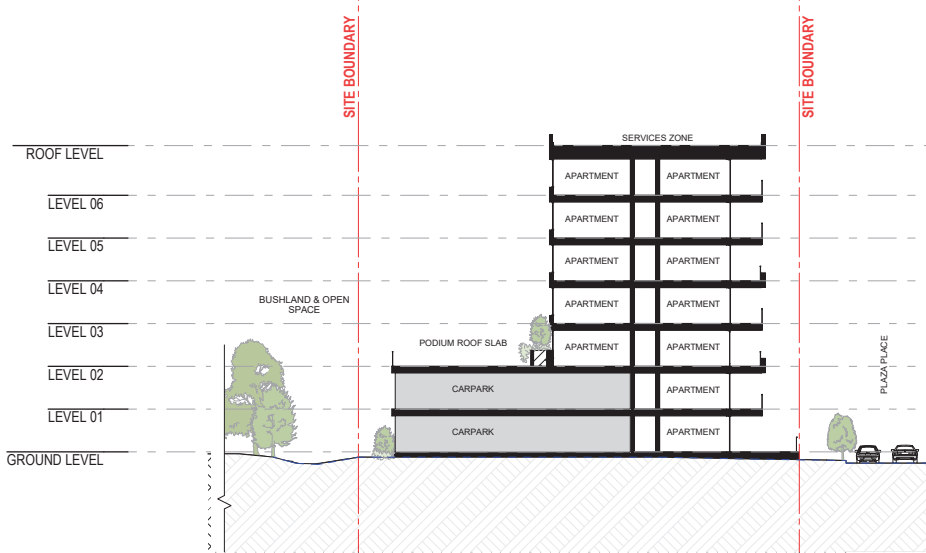 SITE BOUNDARY
SITE BOUNDARY
SERVICES ZONE
ROOF LEVEL
APARTMENT
APARTMENT
LEVEL 06
APARTMENT
APARTMENT
LEVEL 05
APARTMENT
APARTMENT
LEVEL 04
BUSHLAND & OPEN
SPACE
APARTMENT
APARTMENT
LEVEL 03
PODIUM ROOF SLAB
APARTMENT
APARTMENT
PLAZA PLACE
LEVEL 02
CARPARK
APARTMENT
LEVEL 01
CARPARK
APARTMENT
GROUND LEVEL